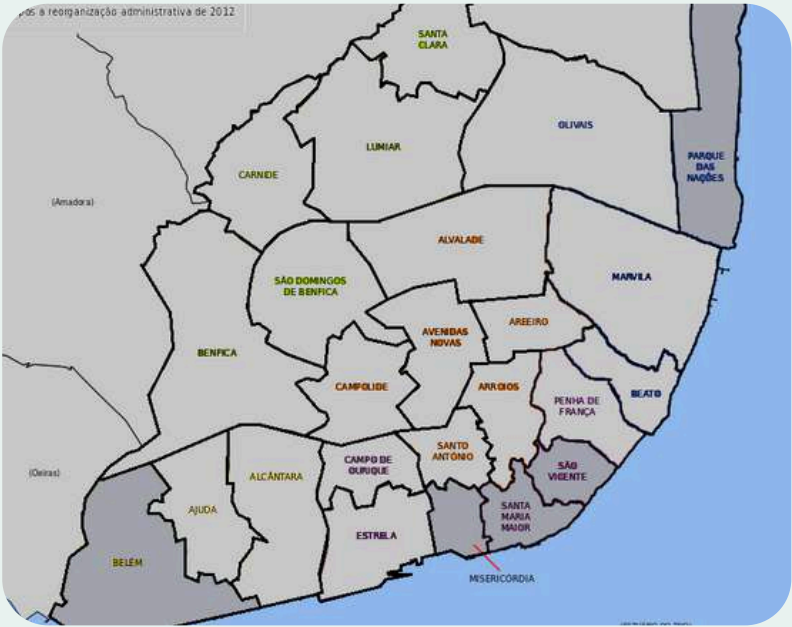 a reorganização administrativa de 2012
SANTA
CLARA
OLIVAIS
LUMIAR
PARQUE
DAS
NAÇÕES
CARNIDE
(Amadora)
ALVALADE
MARVILA
SÃO DOMINGOS
DE BENFICA
AREEIRO
AVENIDAS
NOVAS
BENFICA
CAMPOLIDE
ARROIOS
BEATO
PENHA DE
FRANÇA
SANTO
ANTÓNIO
CAMPO DE
OURIQUE
SÃO
VICENTE
(Oeiras)
ALCÂNTARA
AJUDA
SANTA
MARIA
MAIOR
ESTRELA
BELÉM
MISERICÓRDIA